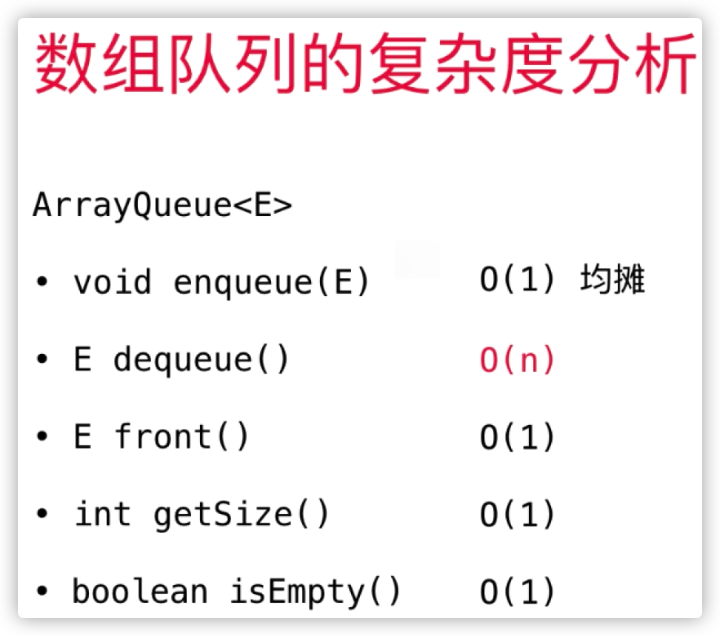 数组队列的复杂度分析
ArrayQueue<E>
• void enqueue(E) O(1) 均摊
• E dequeue() O(n)
• E front() O(1)
• int getSize() O(1)
• boolean isEmpty() O(1)